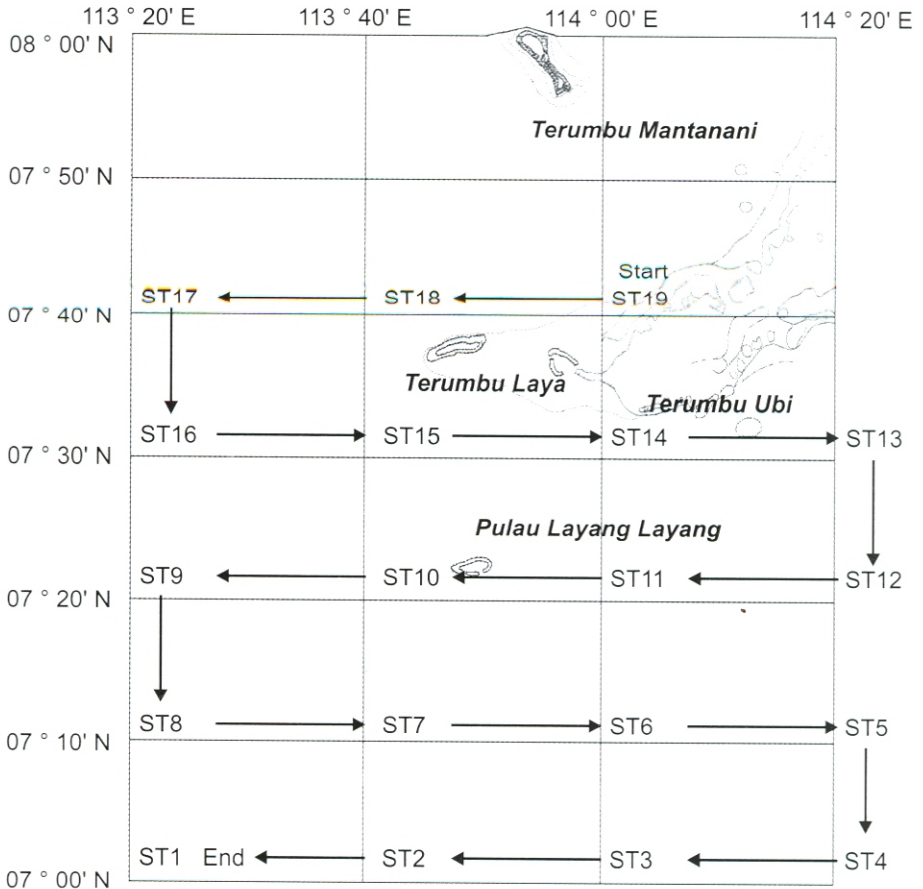 113 ° 20' E 113 ° 40' E 114 ° 00' E 114 ° 20' E
08 ° 00' N
Terumbu Mantanani
07 ° 50' N
Start
ST17 ST18 ST19
07 ° 40' N
Terumbu Laya
Terumbu Ubi
ST16 ST15 ST14 ST13
07 ° 30' N
Pulau Layang Layang
ST9 ST10 ST11 ST12
07 ° 20' N
ST8 ST7 ST6 ST5
07 ° 10' N
ST1 End ST2 ST3 ST4
07 ° 00' N